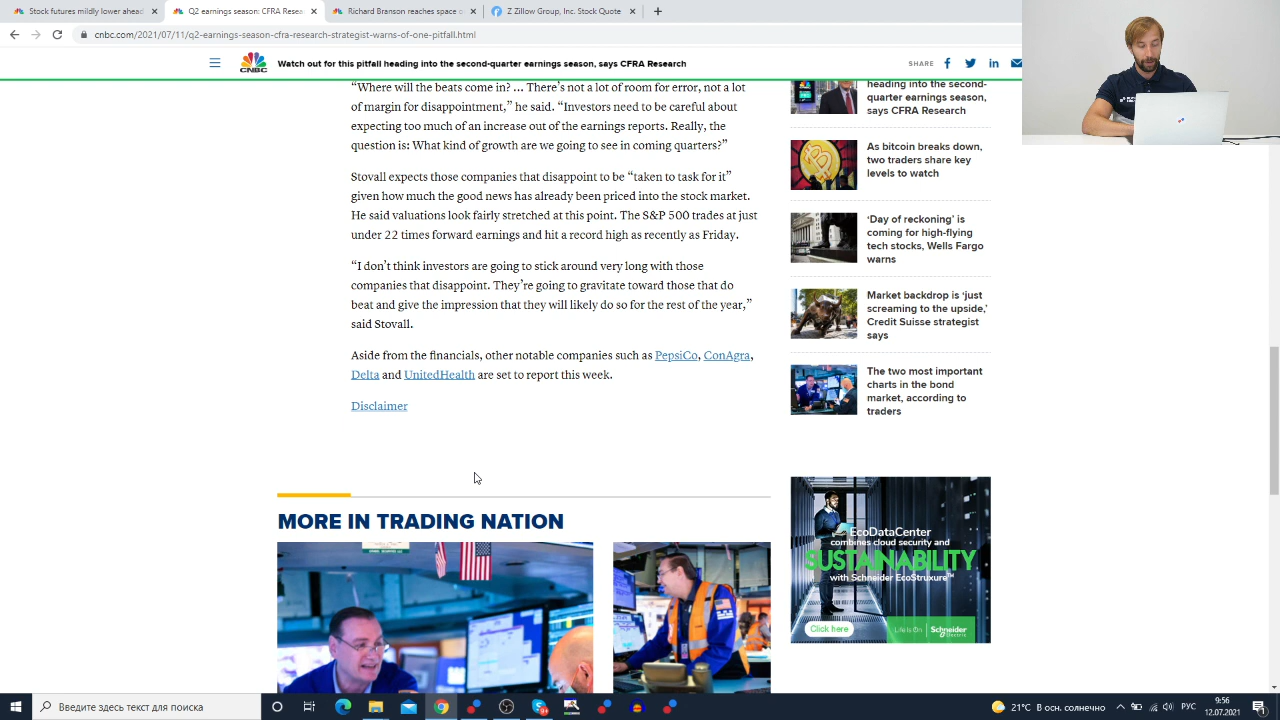 Stock futures mildly lower ahead
Q2 earnings season: CFRA Resear
Richard Branson reaches space o
Z Zillow Group, Inc. Stock Quote
cnbc.com/2021/07/11/q2-earnings-season-cfra-research-strategist-warns-of-one-pitfall.html
CNBC
Watch out for this pitfall heading into the second-quarter earnings season, says CFRA Research
SHARE
“Where will the beats come in? ... There’s not a lot of room for error, not a lot
of margin for disappointment,” he said. “Investors need to be careful about
expecting too much of an increase out of the earnings reports. Really, the
question is: What kind of growth are we going to see in coming quarters?”
Stovall expects those companies that disappoint to be “taken to task for it”
given how much the good news has already been priced into the stock market.
He said valuations look fairly stretched at this point. The S&P 500 trades at just
under 22 times forward earnings and hit a record high as recently as Friday.
“I don’t think investors are going to stick around very long with those
companies that disappoint. They’re going to gravitate toward those that do
beat and give the impression that they will likely do so for the rest of the year,”
said Stovall.
Aside from the financials, other notable companies such as PepsiCo, ConAgra,
Delta and UnitedHealth are set to report this week.
Disclaimer
MORE IN TRADING NATION
heading into the second-
quarter earnings season,
says CFRA Research
As bitcoin breaks down,
two traders share key
levels to watch
‘Day of reckoning’ is
coming for high-flying
tech stocks, Wells Fargo
warns
Market backdrop is ‘just
screaming to the upside,’
Credit Suisse strategist
says
The two most important
charts in the bond
market, according to
traders
EcoDataCenter
combines cloud security and
SUSTAINABILITY
with Schneider EcoStruxure™
Click here
Life Is On
Schneider
Electric
Введите здесь текст для поиска
21°C В осн. солнечно
РУС
9:56
12.07.2021